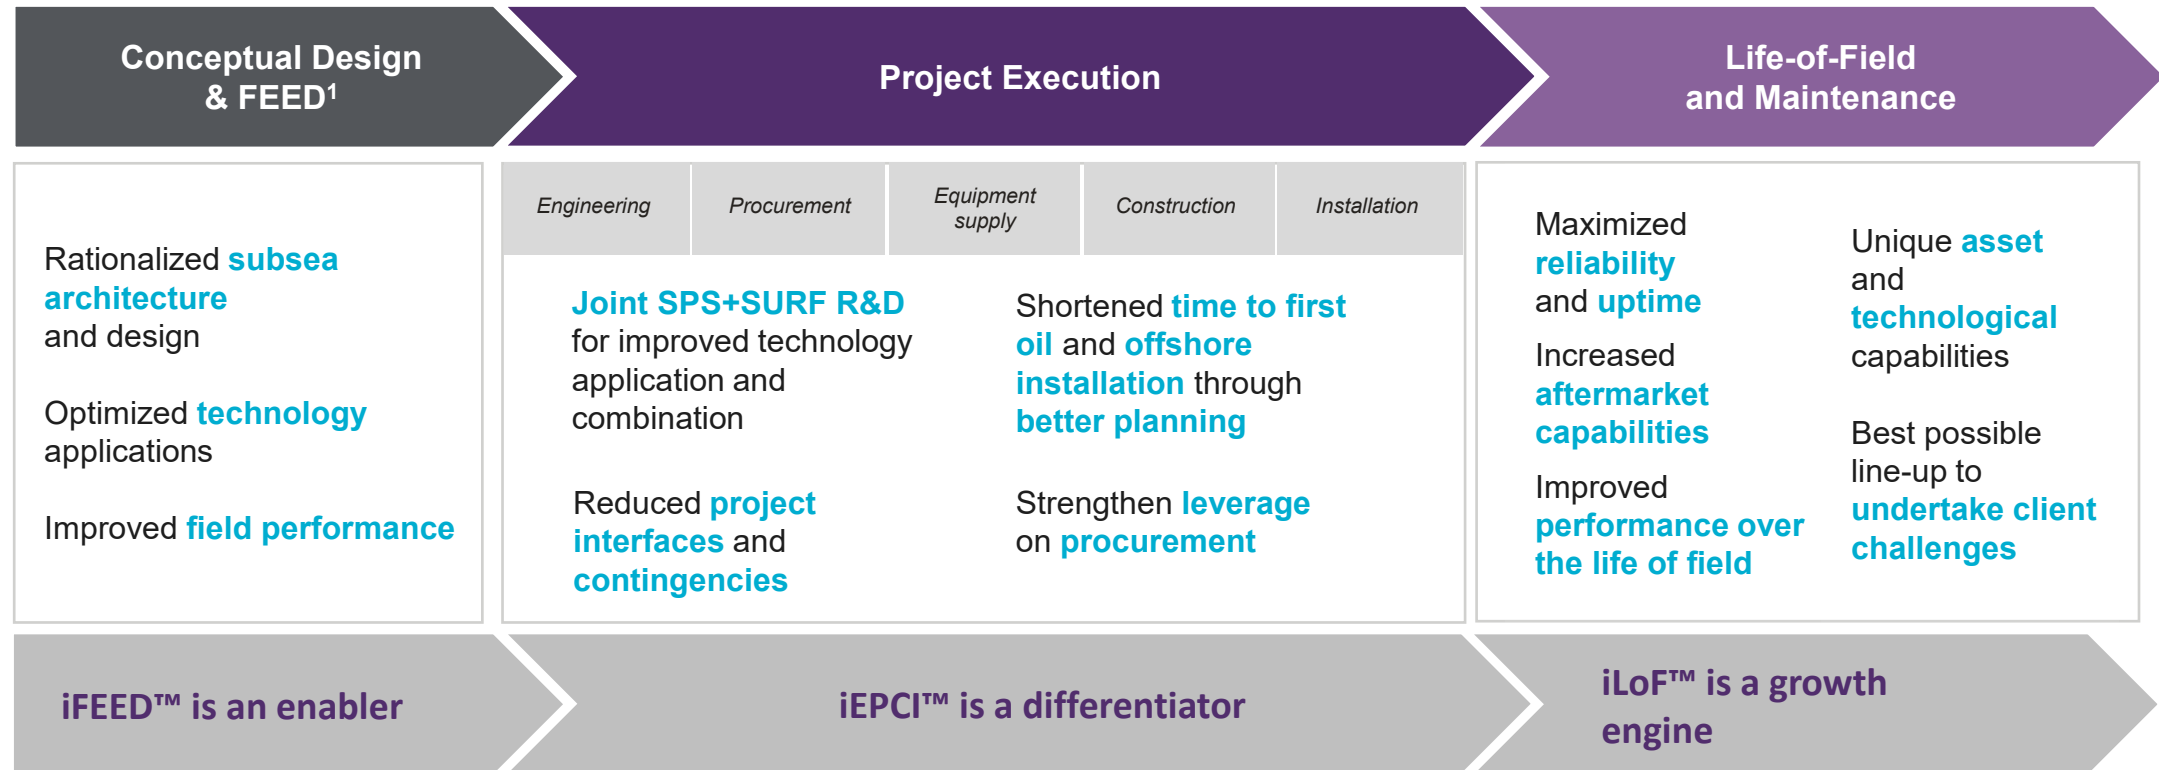 Conceptual Design
& FEED¹
Project Execution
Life-of-Field
and Maintenance
Rationalized subsea
architecture
and design
Optimized technology
applications
Improved field performance
Engineering
Procurement
Equipment
supply
Construction
Installation
Joint SPS+SURF R&D
for improved technology
application and
combination
Reduced project
interfaces and
contingencies
Shortened time to first
oil and offshore
installation through
better planning
Strengthen leverage
on procurement
Maximized
reliability
and uptime
Increased
aftermarket
capabilities
Improved
performance over
the life of field
Unique asset
and
technological
capabilities
Best possible
line-up to
undertake client
challenges
iFEED™ is an enabler
iEPCI™ is a differentiator
iLoF™ is a growth
engine